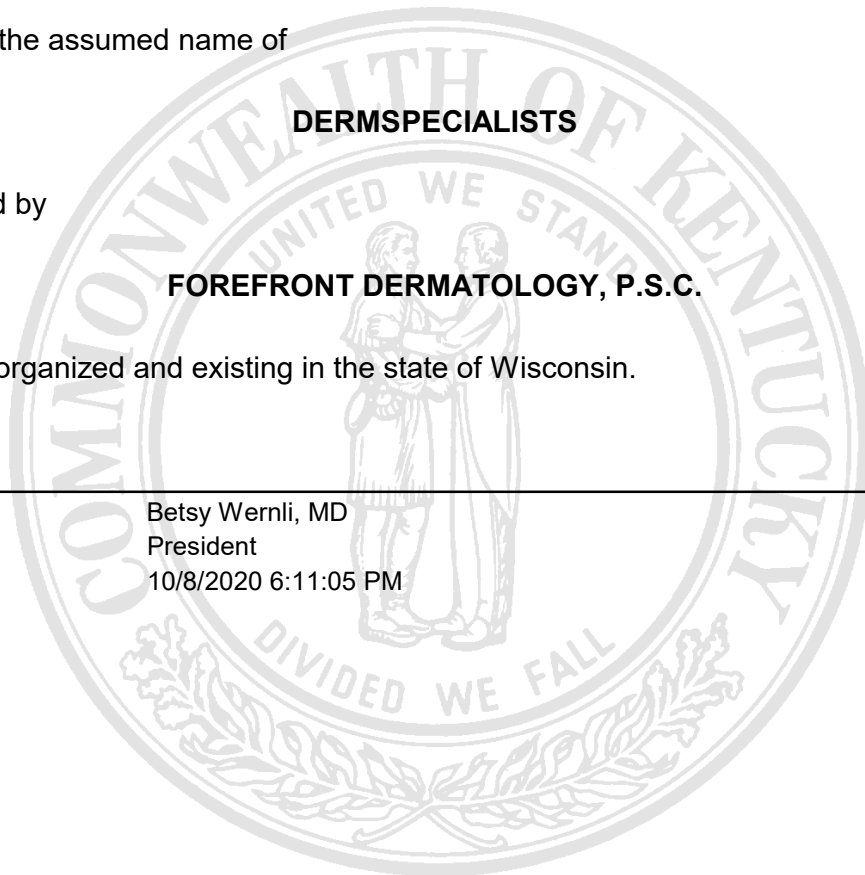 the assumed name of
DERMSPECIALISTS
d by
FOREFRONT DERMATOLOGY, P.S.C.
organized and existing in the state of Wisconsin.
Betsy Wernli, MD
President
10/8/2020 6:11:05 PM
COMMONWEALTH OF KENTUCKY
UNITED WE STAND
DIVIDED WE FALL